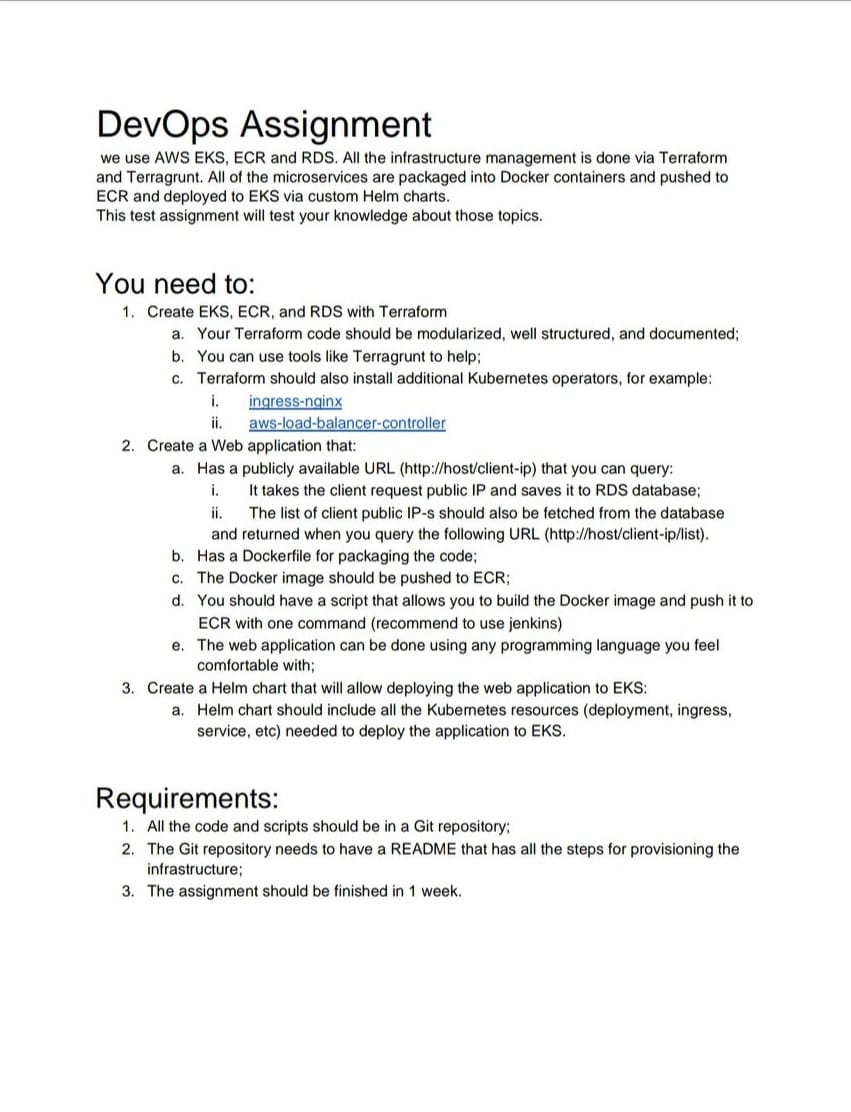 DevOps Assignment
we use AWS EKS, ECR and RDS. All the infrastructure management is done via Terraform
and Terragrunt. All of the microservices are packaged into Docker containers and pushed to
ECR and deployed to EKS via custom Helm charts.
This test assignment will test your knowledge about those topics.
You need to:
1. Create EKS, ECR, and RDS with Terraform
a. Your Terraform code should be modularized, well structured, and documented;
b. You can use tools like Terragrunt to help;
c. Terraform should also install additional Kubernetes operators, for example:
i. ingress-nginx
ii. aws-load-balancer-controller
2. Create a Web application that:
a. Has a publicly available URL (http://host/client-ip) that you can query:
i. It takes the client request public IP and saves it to RDS database;
ii. The list of client public IP-s should also be fetched from the database
and returned when you query the following URL (http://host/client-ip/list).
b. Has a Dockerfile for packaging the code;
c. The Docker image should be pushed to ECR;
d. You should have a script that allows you to build the Docker image and push it to
ECR with one command (recommend to use jenkins)
e. The web application can be done using any programming language you feel
comfortable with;
3. Create a Helm chart that will allow deploying the web application to EKS:
a. Helm chart should include all the Kubernetes resources (deployment, ingress,
service, etc) needed to deploy the application to EKS.
Requirements:
1. All the code and scripts should be in a Git repository;
2. The Git repository needs to have a README that has all the steps for provisioning the
infrastructure;
3. The assignment should be finished in 1 week.